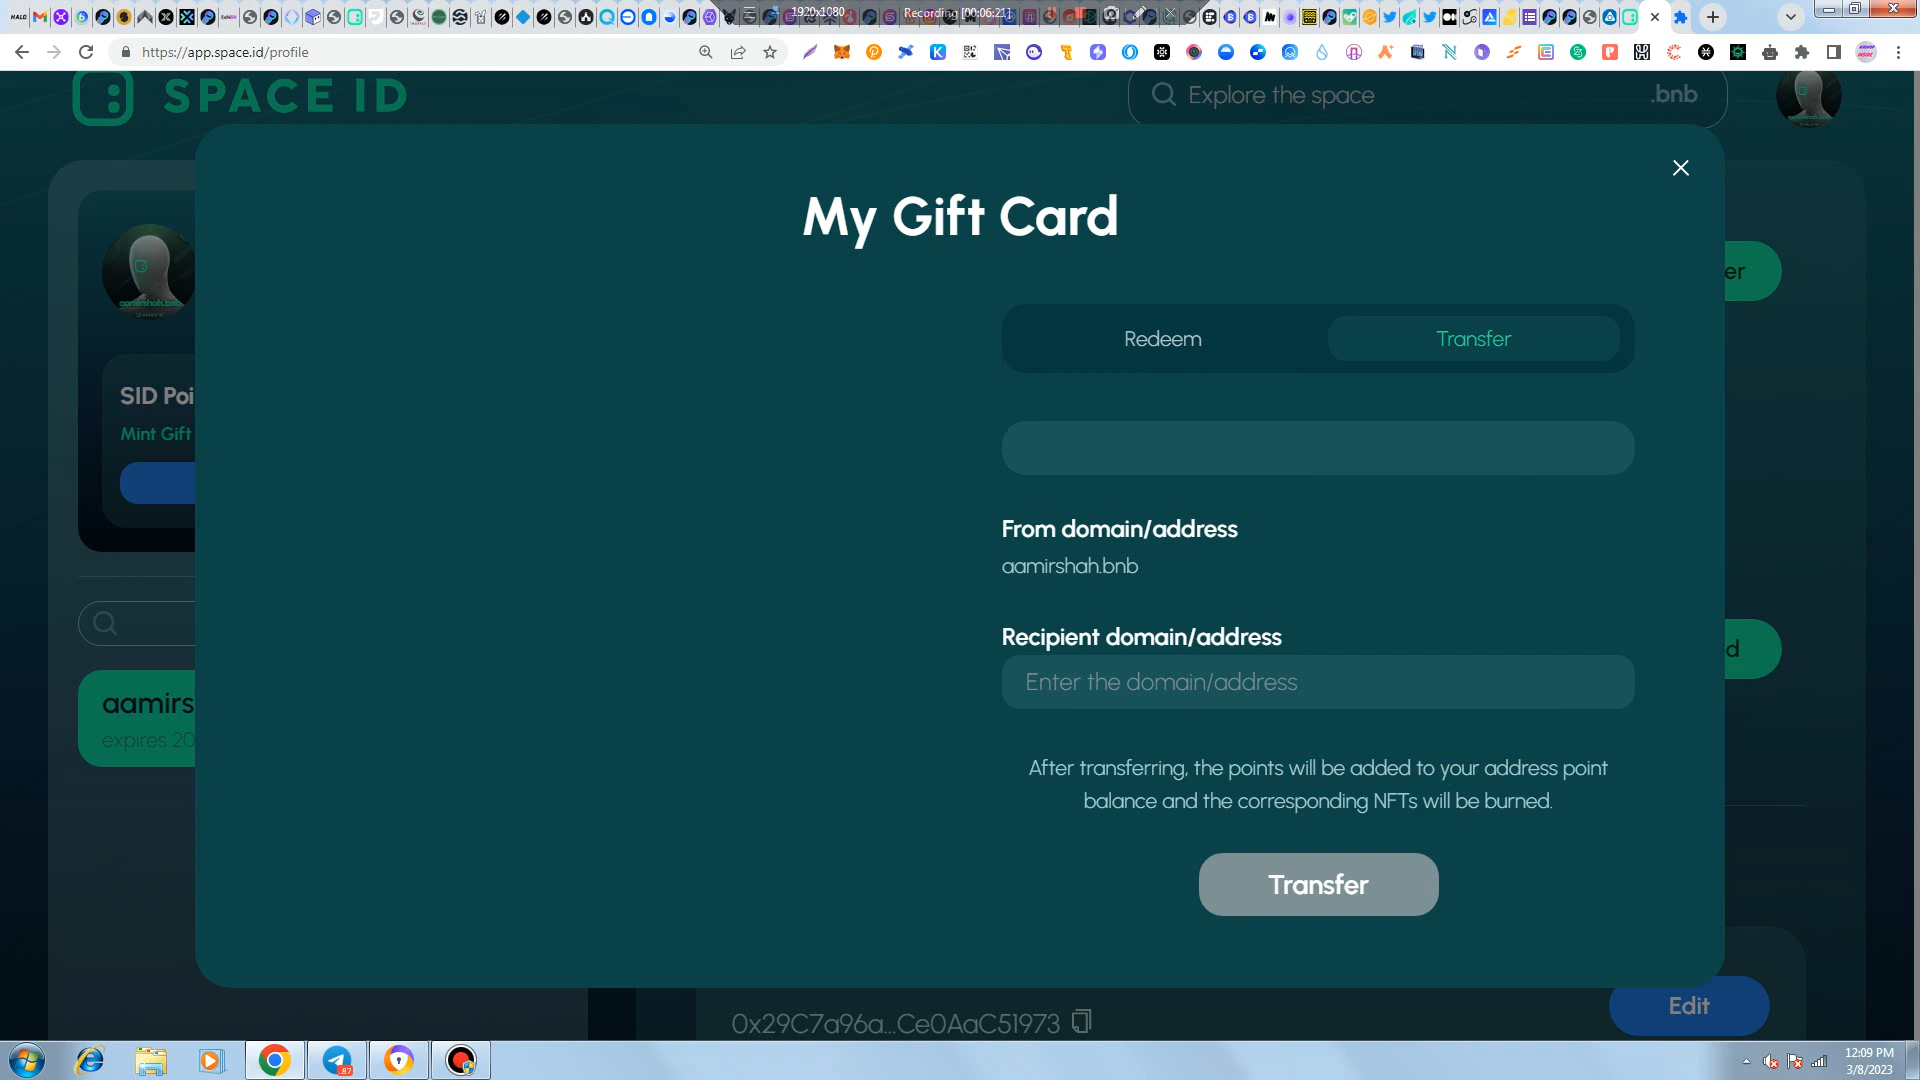 1920x1080
Recording [00:06:21]
https://app.space.id/profile
SPACE ID
Explore the space
.bnb
My Gift Card
Redeem
Transfer
er
SID Poi
Mint Gift
From domain/address
aamirshah.bnb
Recipient domain/address
Enter the domain/address
d
aamirs
expires 20
After transferring, the points will be added to your address point
balance and the corresponding NFTs will be burned.
Transfer
Edit
0x29C7a96a...Ce0AaC51973
87
12:09 PM
3/8/2023